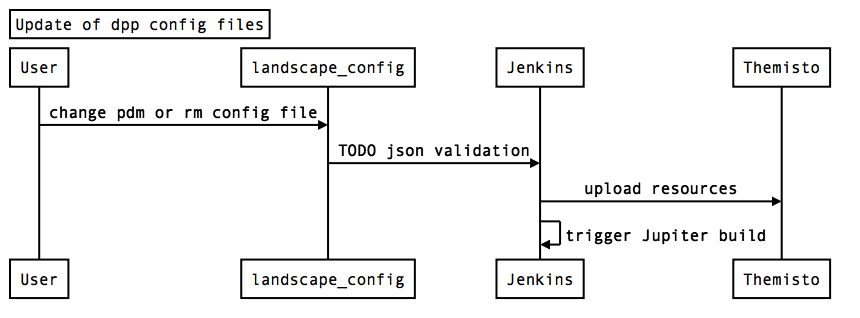 Update of dpp config files
User
landscape_config
Jenkins
Themisto
change pdm or rm config file
TODO json validation
upload resources
trigger Jupiter build
User
landscape_config
Jenkins
Themisto